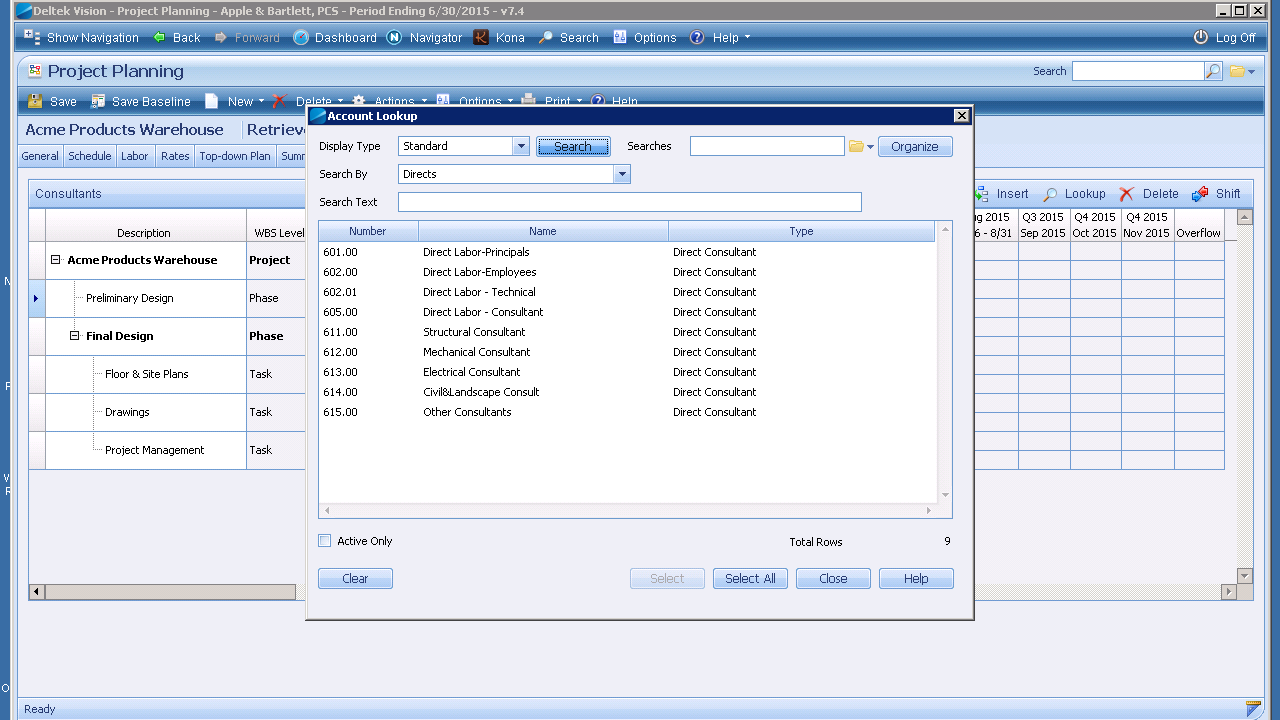 Deltek Vision - Project Planning - Apple & Bartlett, PCS - Period Ending 6/30/2015 - v7.4
Show Navigation Back Forward Dashboard Navigator Kona Search Options Help Log Off
Project Planning Search
Save Save Baseline New Delete Actions Options Print Help
Acme Products Warehouse
General Schedule Labor Rates Top-down Plan
Account Lookup
Display Type Standard Search Searches Organize
Search By Directs
Search Text
Number Name Type
601.00 Direct Labor-Principals Direct Consultant
602.00 Direct Labor-Employees Direct Consultant
602.01 Direct Labor - Technical Direct Consultant
605.00 Direct Labor - Consultant Direct Consultant
611.00 Structural Consultant Direct Consultant
612.00 Mechanical Consultant Direct Consultant
613.00 Electrical Consultant Direct Consultant
614.00 Civil&Landscape Consult Direct Consultant
615.00 Other Consultants Direct Consultant
Active Only Total Rows 9
Clear Select Select All Close Help
Consultants Insert Lookup Delete Shift
2015 Q3 2015 Q4 2015 Q4 2015
Description WBS Level - 8/31 Sep 2015 Oct 2015 Nov 2015 Overflow
Acme Products Warehouse Project
Preliminary Design Phase
Final Design Phase
Floor & Site Plans Task
Drawings Task
Project Management Task
Ready